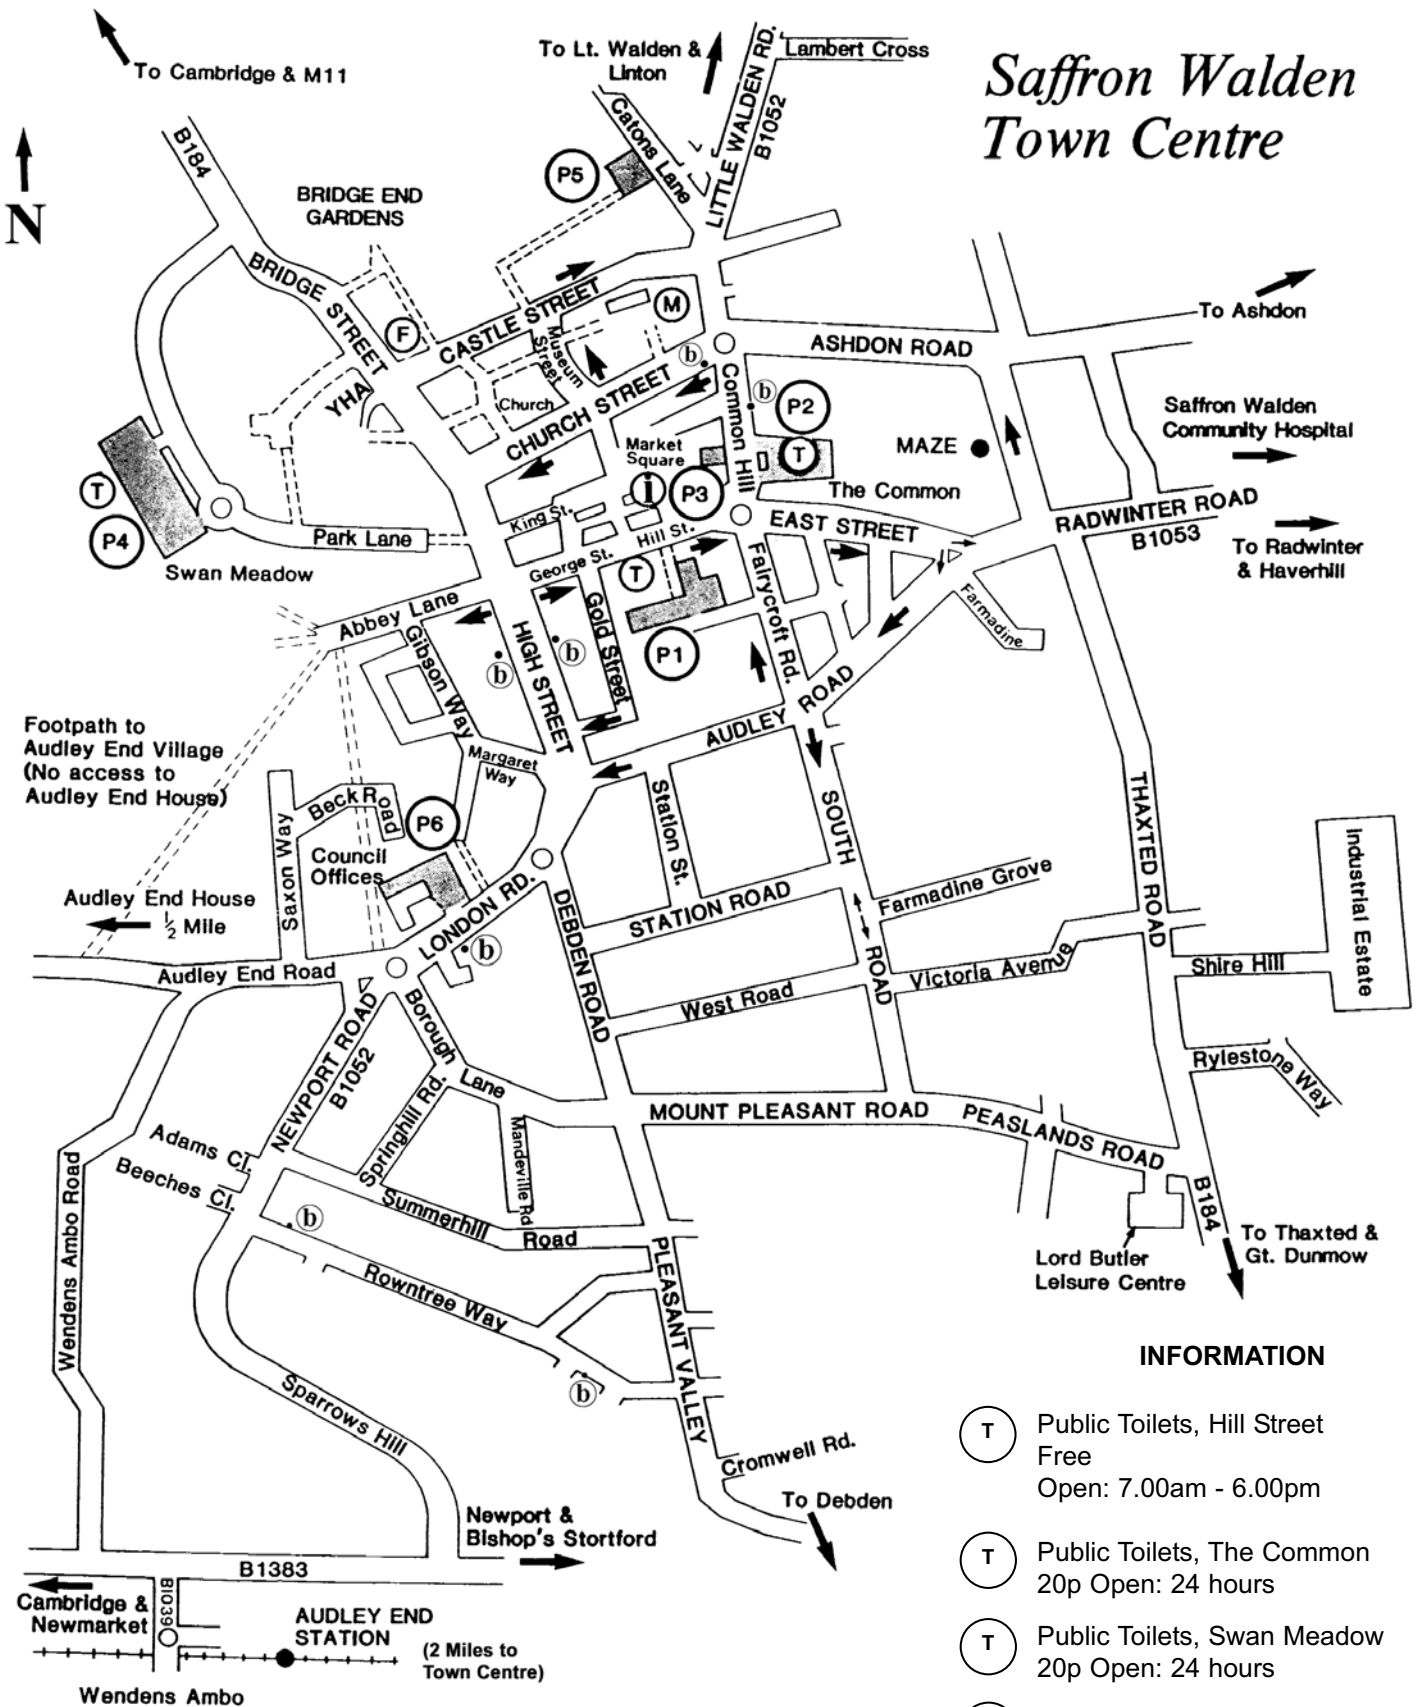 Saffron Walden
Town Centre
To Cambridge & M11
To Lt. Walden &
Linton
Lambert Cross
LITTLE WALDEN RD.
B1052
Catons Lane
B184
N
P5
BRIDGE END
GARDENS
BRIDGE STREET
F
CASTLE STREET
M
Museum
Street
To Ashdon
ASHDON ROAD
YHA
Church
CHURCH STREET
b
Common Hill
b
P2
T
MAZE
Saffron Walden
Community Hospital
Market
Square
i
P3
The Common
T
P4
Swan Meadow
Park Lane
King St.
Hill St.
George St.
EAST STREET
RADWINTER ROAD
B1053
To Radwinter
& Haverhill
T
P1
Fairycroft Rd.
Farmadine
Abbey Lane
Gibson Way
HIGH STREET
b
b
Gold Street
AUDLEY ROAD
Footpath to
Audley End Village
(No access to
Audley End House)
Margaret
Way
Beck Road
P6
Saxon Way
Council
Offices
Station St.
SOUTH ROAD
THAXTED ROAD
Industrial Estate
Audley End House
½ Mile
LONDON RD.
b
DEBDEN ROAD
STATION ROAD
Farmadine Grove
Audley End Road
West Road
Victoria Avenue
Shire Hill
NEWPORT ROAD
B1052
Borough Lane
Rylestone Way
Springhill Rd.
Mandeville Rd
MOUNT PLEASANT ROAD
PEASLANDS ROAD
Adams Cl.
Beeches Cl.
Wendens Ambo Road
Summerhill Road
b
B184
To Thaxted &
Gt. Dunmow
Lord Butler
Leisure Centre
Rowntree Way
b
PLEASANT VALLEY
Sparrows Hill
Cromwell Rd.
To Debden
Newport &
Bishop's Stortford
B1383
Cambridge &
Newmarket
B1039
AUDLEY END
STATION
(2 Miles to
Town Centre)
Wendens Ambo
INFORMATION
T
Public Toilets, Hill Street
Free
Open: 7.00am - 6.00pm
T
Public Toilets, The Common
20p Open: 24 hours
T
Public Toilets, Swan Meadow
20p Open: 24 hours